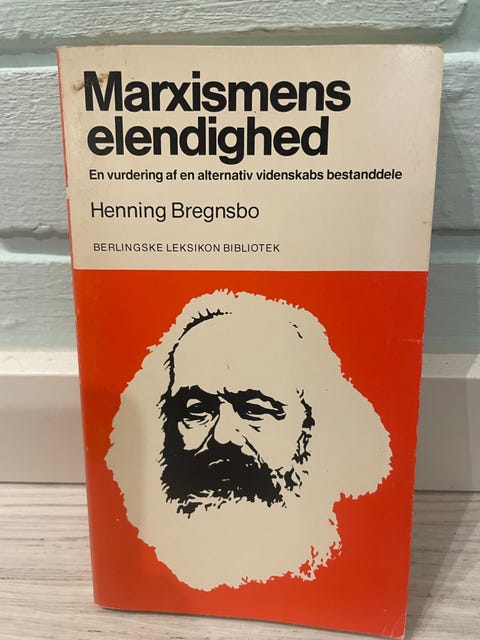 Marxismens
elendighed
En vurdering af en alternativ videnskabs bestanddele
Henning Bregnsbo
BERLINGSKE LEKSIKON BIBLIOTEK